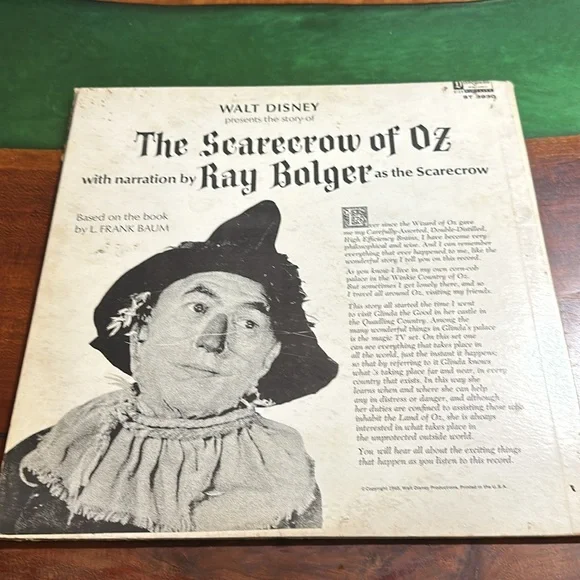 ST 3930
WALT DISNEY
presents the story of
The Scarecrow of Oz
with narration by Ray Bolger as the Scarecrow
Based on the book
by L. FRANK BAUM
Ever since the Wizard of Oz gave
me my Carefully-Assorted, Double-Distilled,
High Efficiency Brains, I have become very
philosophical and wise. And I can remember
everything that ever happened to me, like the
wonderful story I tell you on this record.
As you know I live in my own corn-cob
palace in the Winkie Country of Oz.
But sometimes I get lonely there, and so
I travel all around Oz, visiting my friends.
This story all started the time I went
to visit Glinda the Good in her castle in
the Quadling Country. Among the
many wonderful things in Glinda's palace
is the magic TV set. On this set one
can see everything that takes place in
all the world, just the instant it happens;
so that by referring to it Glinda knows
what is taking place far and near, in every
country that exists. In this way she
learns when and where she can help
any in distress or danger, and although
her duties are confined to assisting those who
inhabit the Land of Oz, she is always
interested in what takes place in
the unprotected outside world.
You will hear all about the exciting things
that happen as you listen to this record.
© Copyright 1965, Walt Disney Productions, Printed in the U.S.A.